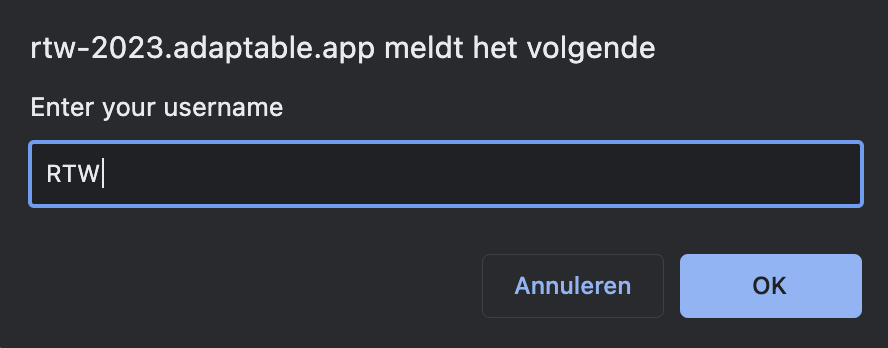 rtw-2023.adaptable.app meldt het volgende
Enter your username
RTW
Annuleren
OK